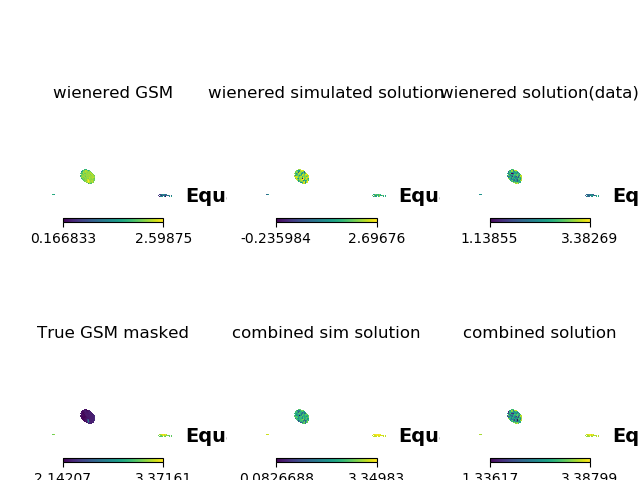 wienered GSM
wienered simulated solution
wienered solution(data)
Equ
Equ
Eq
0.166833 2.59875
-0.235984 2.69676
1.13855 3.38269
True GSM masked
combined sim solution
combined solution
Equ
Equ
Eq
2.14207 3.37161
0.0826688 3.34983
1.33617 3.38799